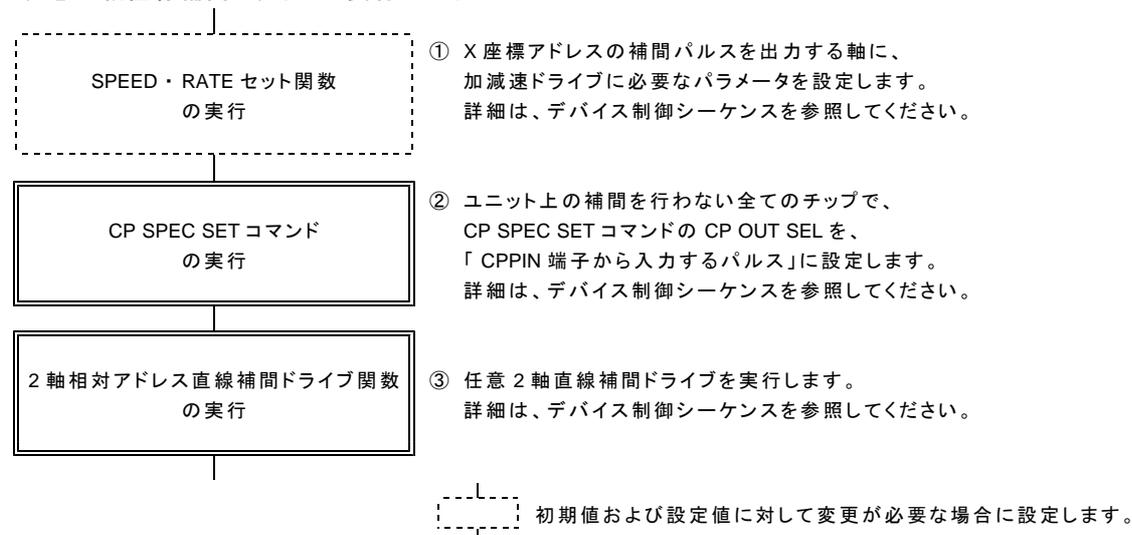 SPEED・RATE セット関数
の実行
① X 座標アドレスの補間パルスを出力する軸に、
加減速ドライブに必要なパラメータを設定します。
詳細は、デバイス制御シーケンスを参照してください。
CP SPEC SET コマンド
の実行
② ユニット上の補間を行わない全てのチップで、
CP SPEC SET コマンドの CP OUT SEL を、
「 CPPIN 端子から入力するパルス」に設定します。
詳細は、デバイス制御シーケンスを参照してください。
2 軸相対アドレス直線補間ドライブ関数
の実行
③ 任意 2 軸直線補間ドライブを実行します。
詳細は、デバイス制御シーケンスを参照してください。
初期値および設定値に対して変更が必要な場合に設定します。